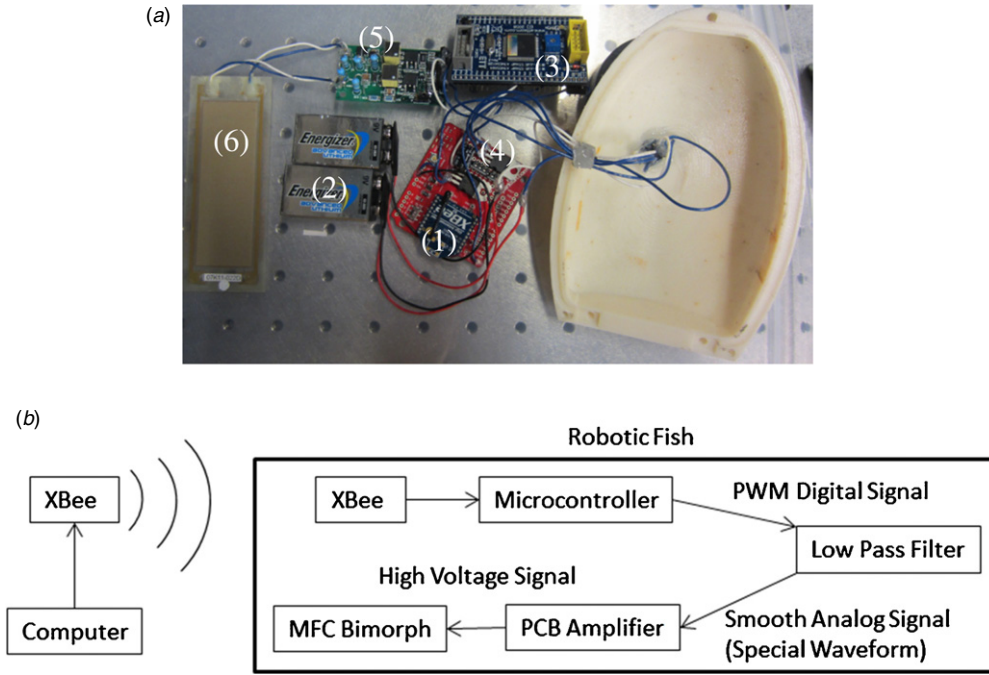 (a)
(5)
(3)
(6)
Energizer
(4)
Energizer
(2)
XBee
(1)
(b)
Robotic Fish
XBee
XBee
Microcontroller
PWM Digital Signal
Low Pass Filter
High Voltage Signal
Computer
MFC Bimorph
PCB Amplifier
Smooth Analog Signal
(Special Waveform)